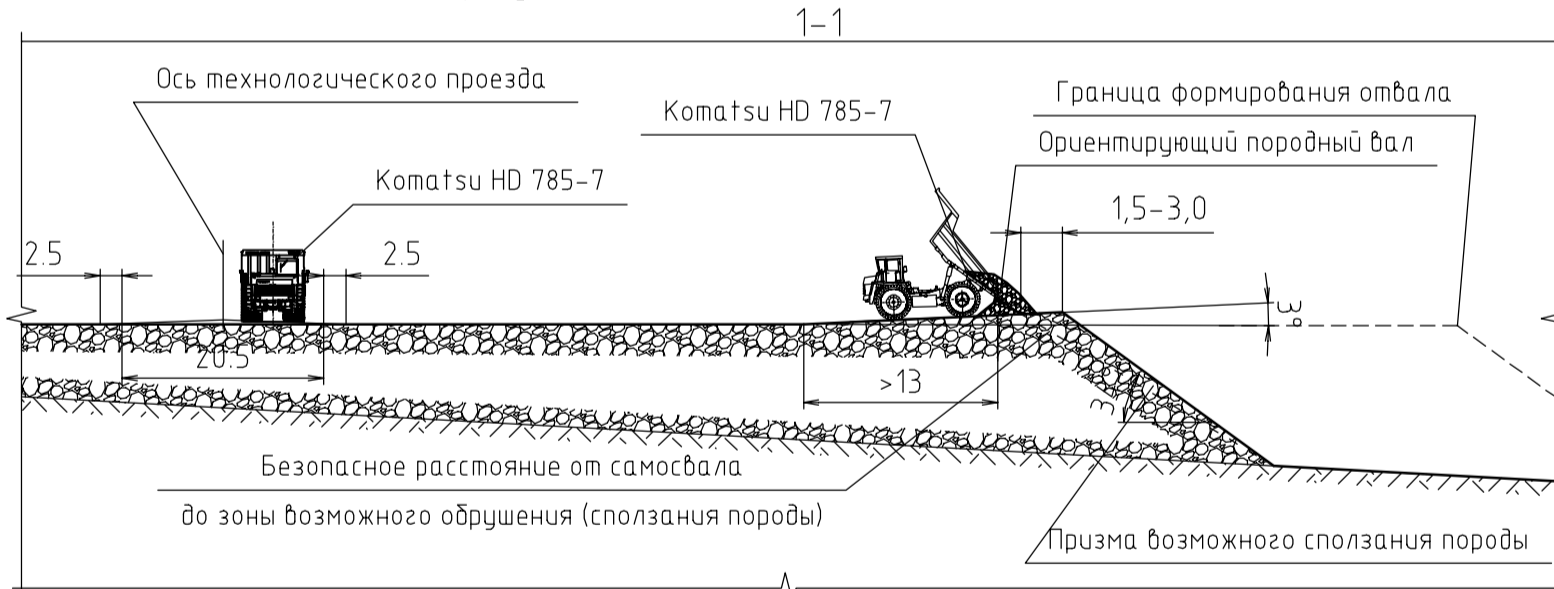 1-1
Ось технологического проезда
Komatsu HD 785-7
Граница формирования отвала
Ориентирующий породный вал
Komatsu HD 785-7
1,5-3,0
2.5
2.5
3°
20.5
>13
Безопасное расстояние от самосвала
до зоны возможного обрушения (сползания породы)
Призма возможного сползания породы